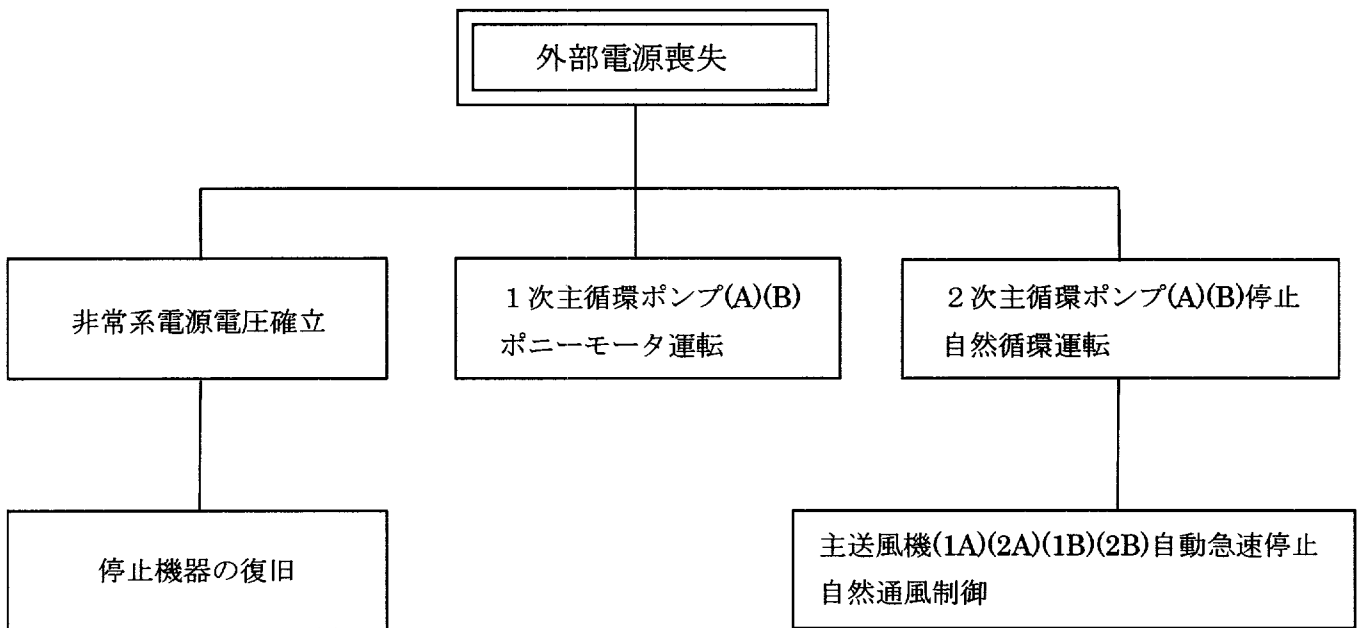 外部電源喪失
非常系電源電圧確立
１次主循環ポンプ(A)(B)
ポニーモータ運転
２次主循環ポンプ(A)(B)停止
自然循環運転
停止機器の復旧
主送風機(1A)(2A)(1B)(2B)自動急速停止
自然通風制御